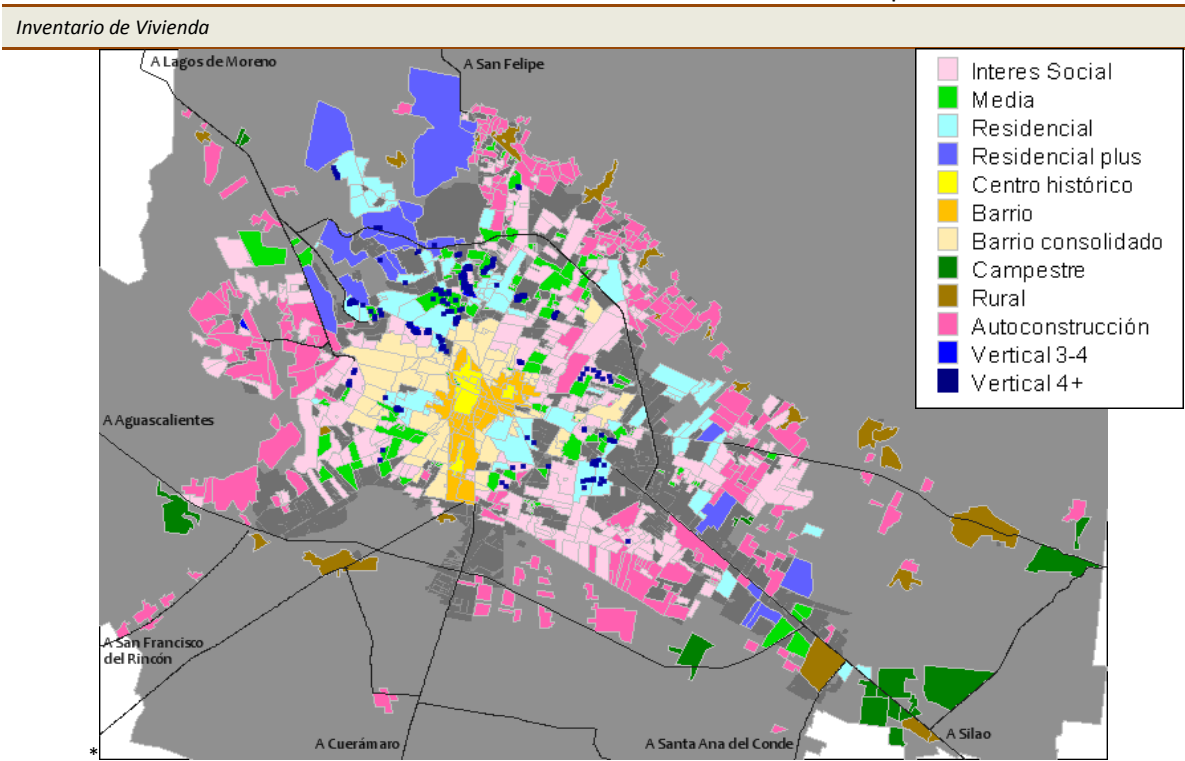 Inventario de Vivienda
A Lagos de Moreno
A San Felipe
Interes Social
Media
Residencial
Residencial plus
Centro histórico
Barrio
Barrio consolidado
Campestre
Rural
Autoconstrucción
Vertical 3-4
Vertical 4+
A Aguascalientes
A San Francisco
del Rincón
A Cuerámaro
A Santa Ana del Conde
A Silao
*